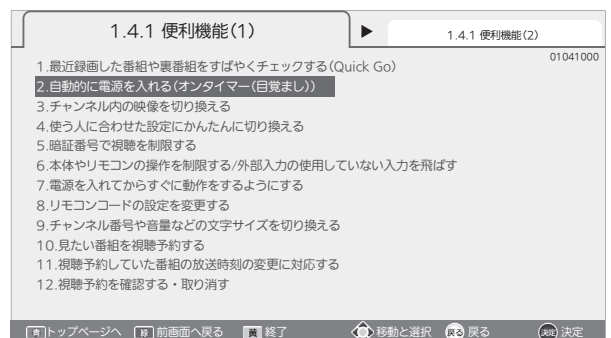 1.4.1 便利機能(1)
▶
1.4.1 便利機能(2)
01041000
1.最近録画した番組や裏番組をすばやくチェックする(Quick Go)
2.自動的に電源を入れる(オンタイマー(目覚まし))
3.チャンネル内の映像を切り換える
4.使う人に合わせた設定にかんたんに切り換える
5.暗証番号で視聴を制限する
6.本体やリモコンの操作を制限する/外部入力の使用していない入力を飛ばす
7.電源を入れてからすぐに動作をするようにする
8.リモコンコードの設定を変更する
9.チャンネル番号や音量などの文字サイズを切り換える
10.見たい番組を視聴予約する
11.視聴予約していた番組の放送時刻の変更に対応する
12.視聴予約を確認する・取り消す
青 トップページへ 緑 前画面へ戻る 黄 終了 移動と選択 戻る 戻る 決定 決定